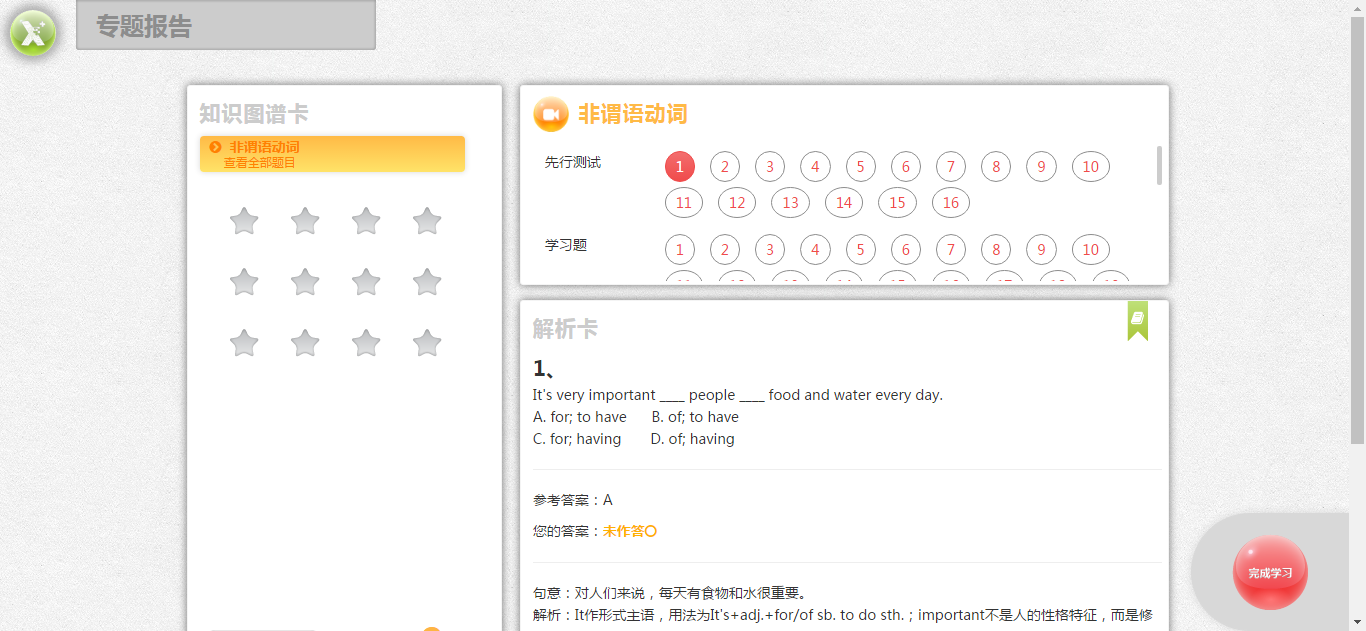 专题报告
知识图谱卡
非谓语动词
查看全部题目
非谓语动词
先行测试
1 2 3 4 5 6 7 8 9 10
11 12 13 14 15 16
学习题
1 2 3 4 5 6 7 8 9 10
解析卡
1、
It's very important ____ people ____ food and water every day.
A. for; to have B. of; to have
C. for; having D. of; having
参考答案：A
您的答案：未作答〇
句意：对人们来说，每天有食物和水很重要。
解析：It作形式主语，用法为It's+adj.+for/of sb. to do sth.；important不是人的性格特征，而是修
完成学习